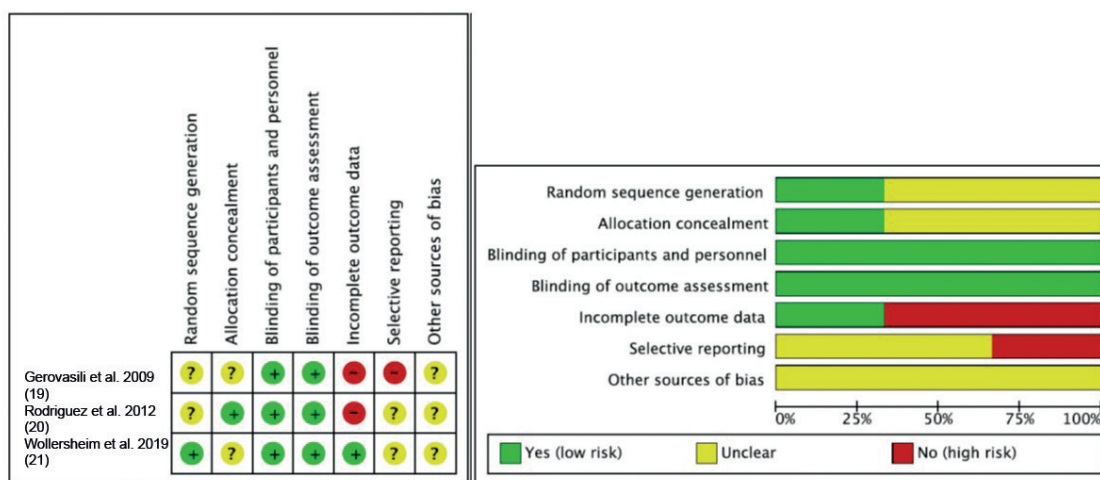 Random sequence generation
Allocation concealment
Blinding of participants and personnel
Blinding of outcome assessment
Incomplete outcome data
Selective reporting
Other sources of bias
Gerovasili et al. 2009
(19)
? ? + + − − ?
Rodriguez et al. 2012
(20)
? + + + − ? ?
Wollersheim et al. 2019
(21)
+ ? + + + ? ?
Random sequence generation
Allocation concealment
Blinding of participants and personnel
Blinding of outcome assessment
Incomplete outcome data
Selective reporting
Other sources of bias
0% 25% 50% 75% 100%
Yes (low risk) Unclear No (high risk)